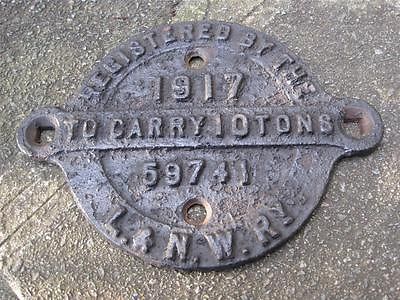 REGISTERED BY THE
1917
TO CARRY 10 TONS
59741
L. & N. W. RY.